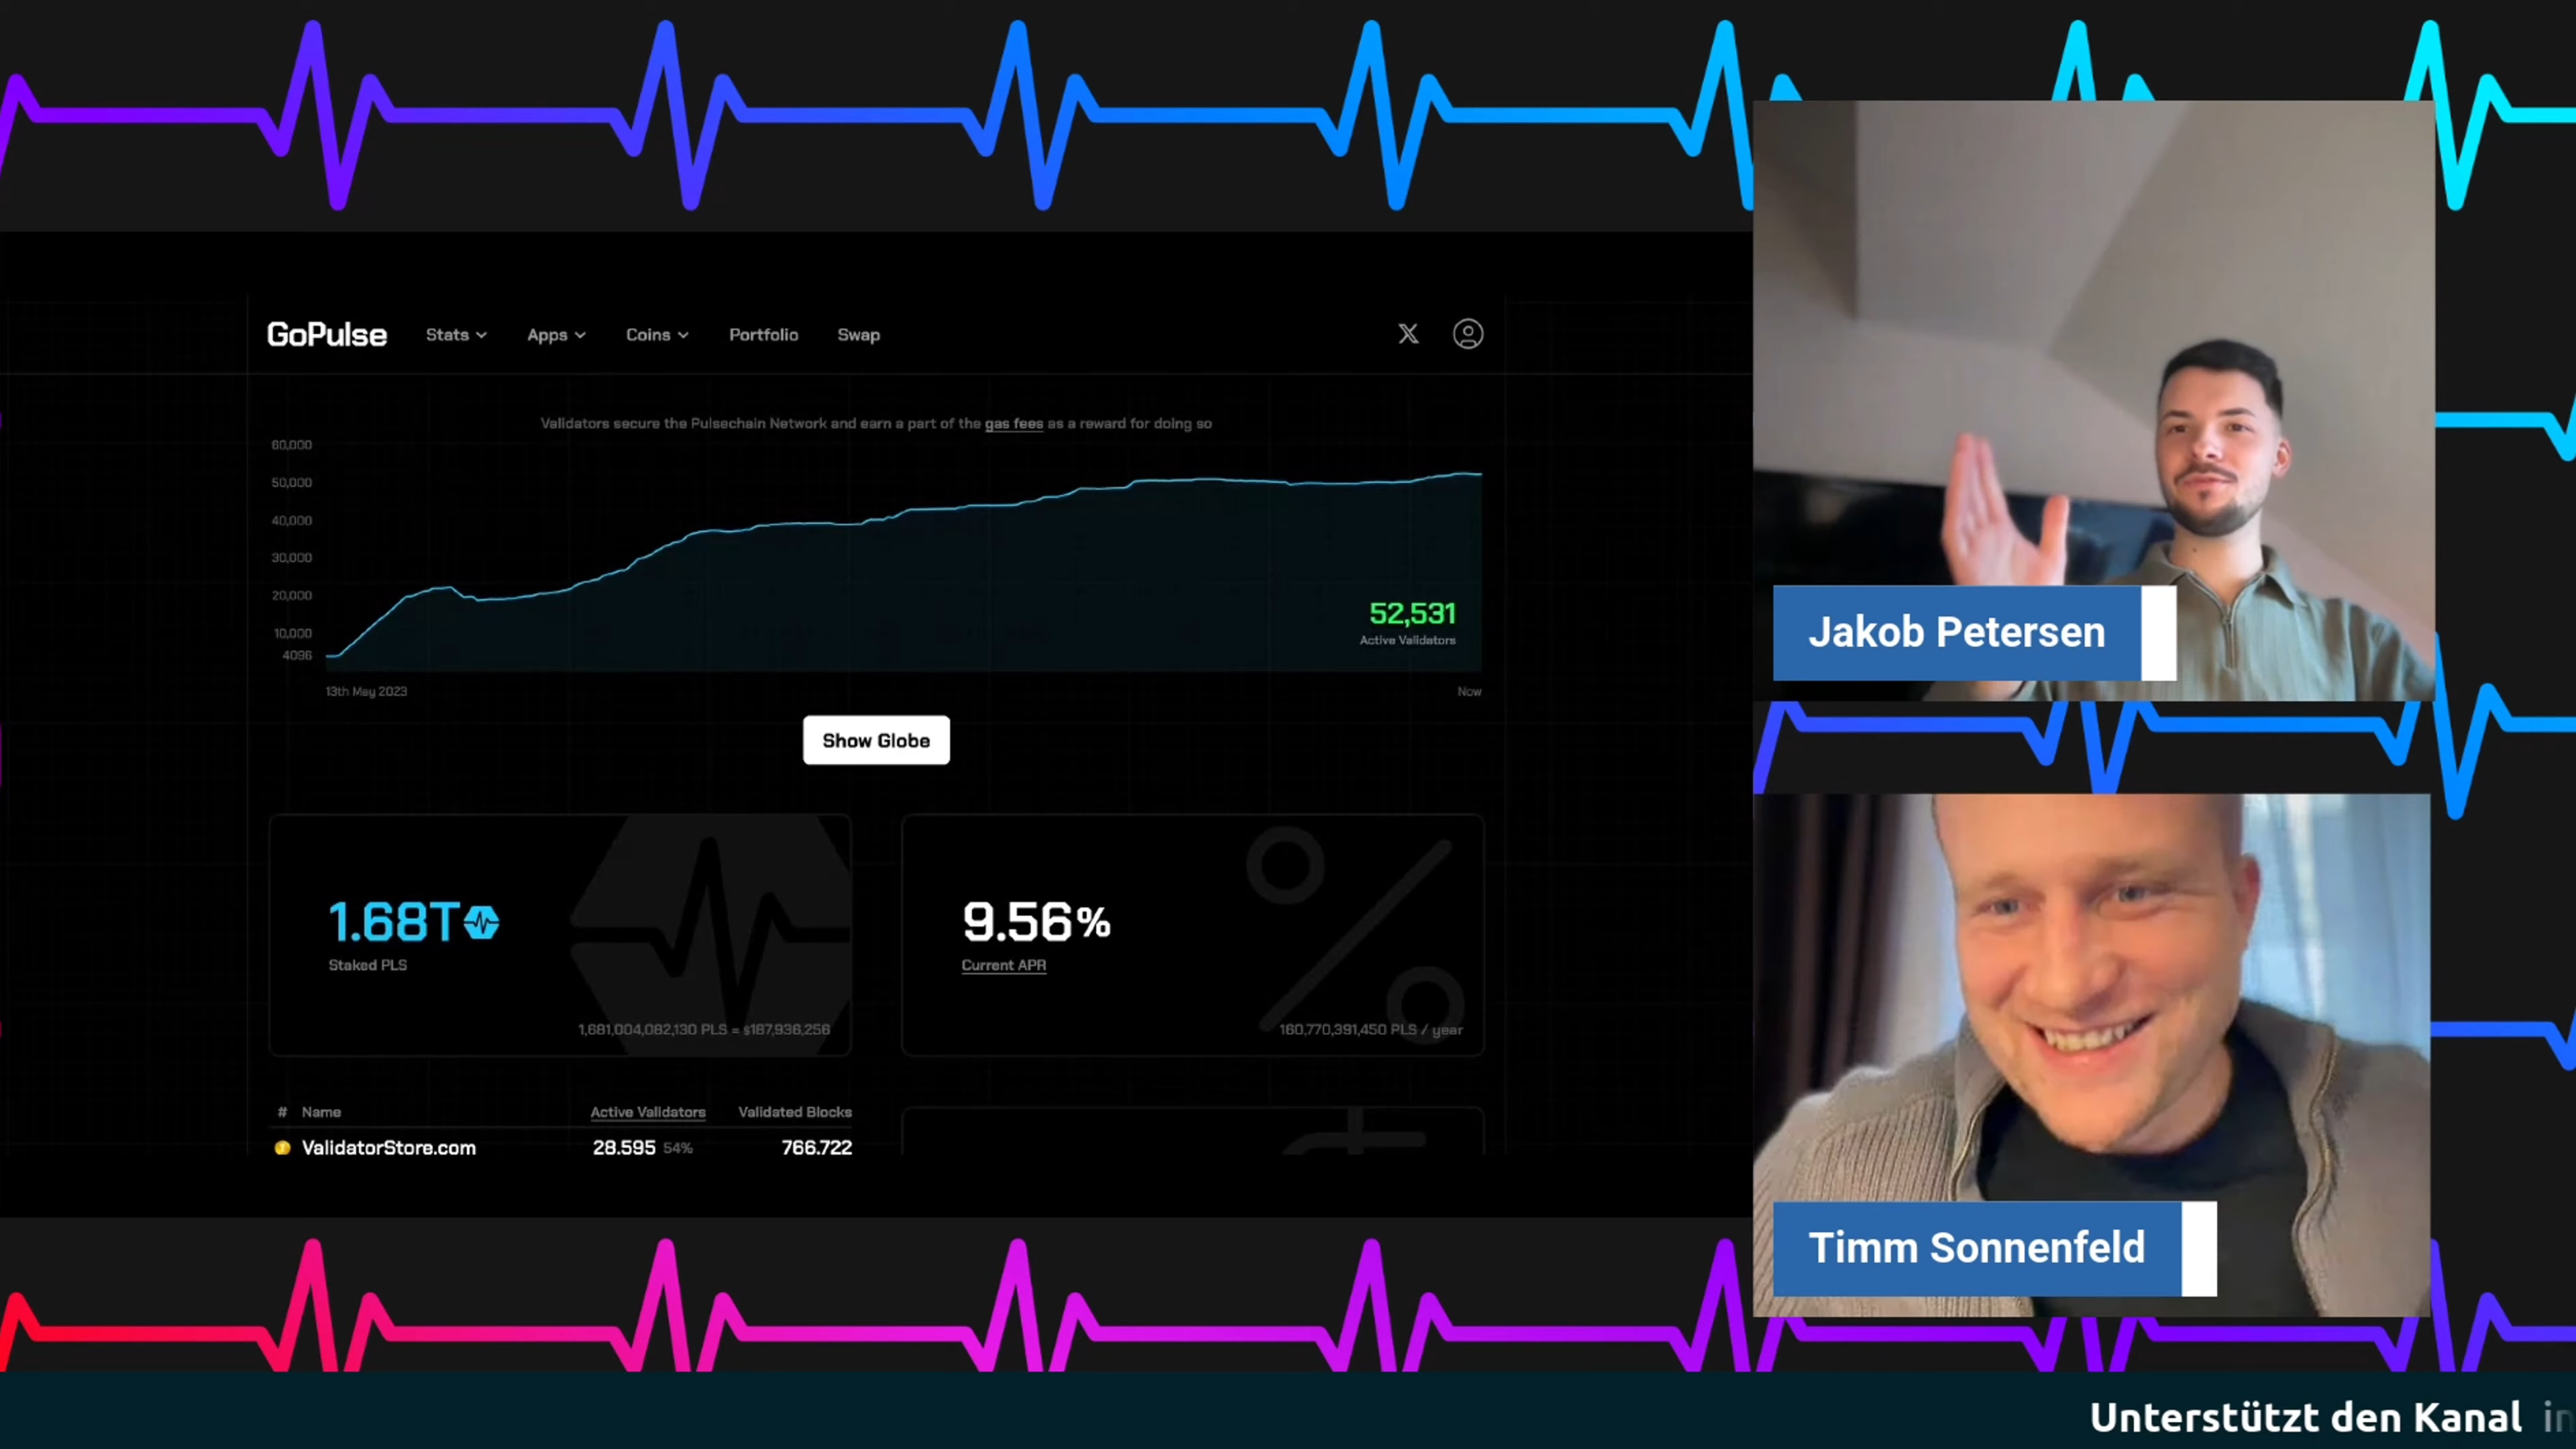 GoPulse Stats Apps Coins Portfolio Swap
Validators secure the Pulsechain Network and earn a part of the gas fees as a reward for doing so
60,000
50,000
40,000
30,000
20,000
10,000
4096
52,531
Active Validators
13th May 2023 Now
Show Globe
1.68T
Staked PLS
1,681,004,082,130 PLS = $187,936,256
9.56%
Current APR
160,770,391,450 PLS / year
# Name Active Validators Validated Blocks
ValidatorStore.com 28.595 54% 766.722
Jakob Petersen
Timm Sonnenfeld
Unterstützt den Kanal